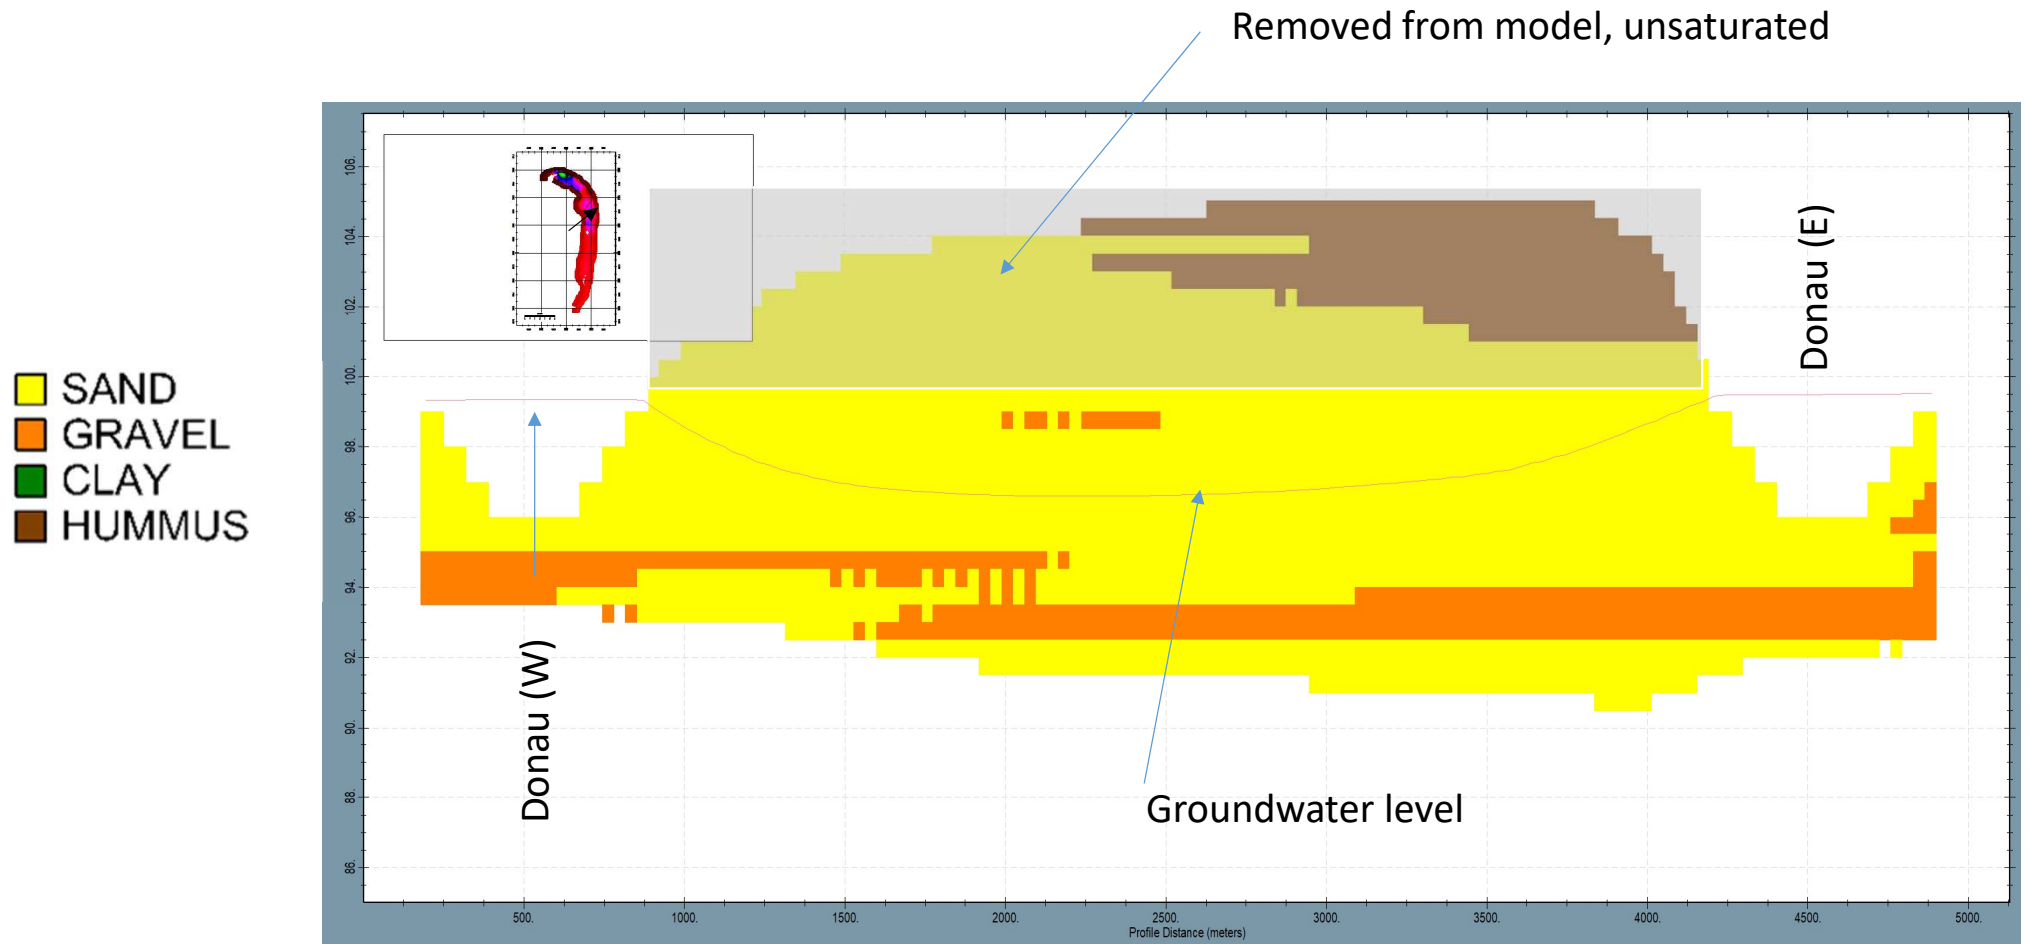 Removed from model, unsaturated
SAND
GRAVEL
CLAY
HUMMUS
106.
104.
102.
100.
98.
96.
94.
92.
90.
88.
86.
Donau (E)
Donau (W)
Groundwater level
500.
1000.
1500.
2000.
2500.
3000.
3500.
4000.
4500.
5000.
Profile Distance (meters)